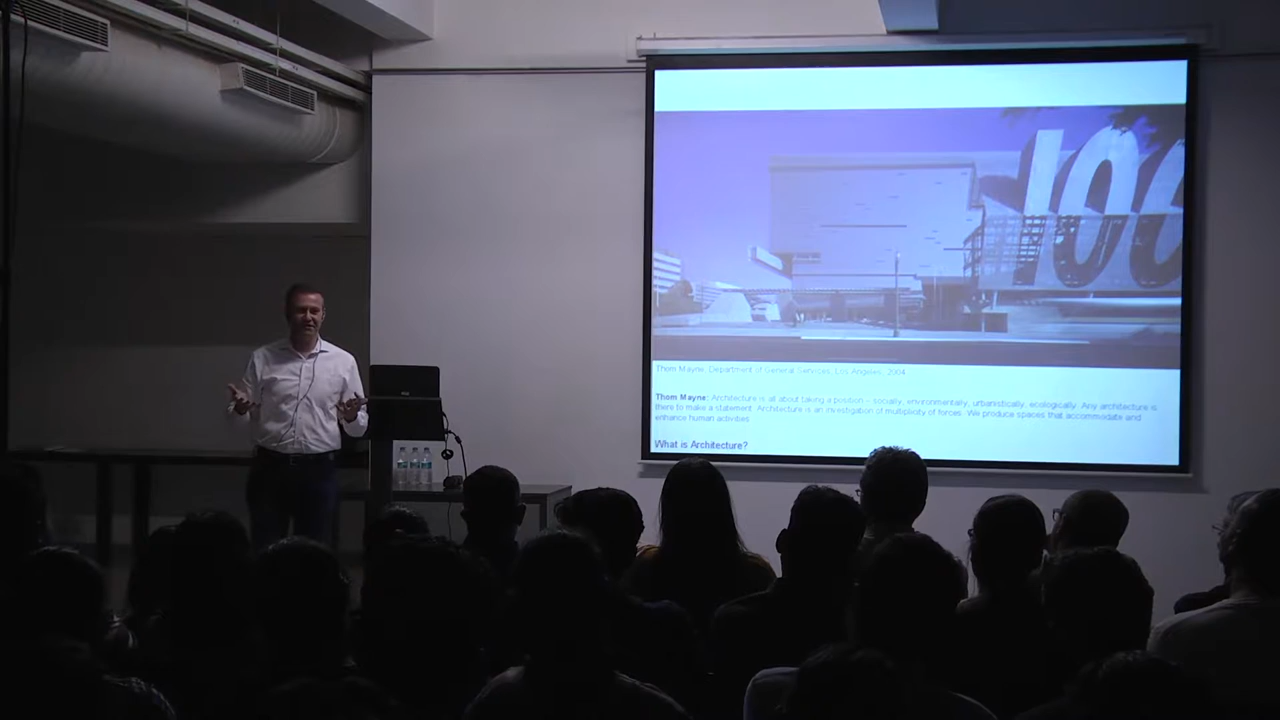 100
Thom Mayne, Department of General Services, Los Angeles, 2004
Thom Mayne: Architecture is all about taking a position – socially, environmentally, urbanistically, ecologically. Any architecture is
there to make a statement. Architecture is an investigation of multiplicity of forces. We produce spaces that accommodate and
enhance human activities
What is Architecture?